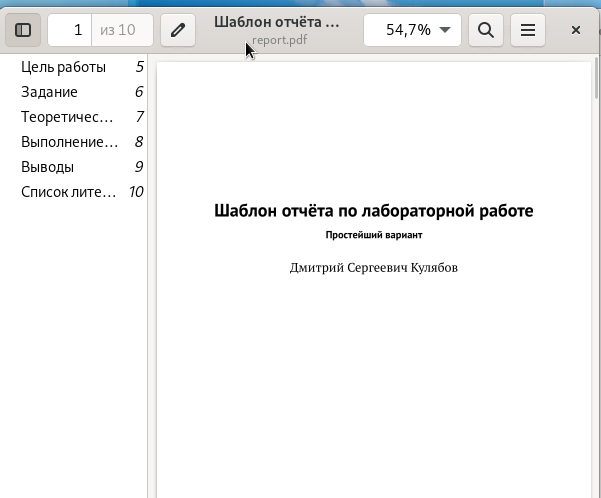 1 из 10
Шаблон отчёта ...
report.pdf
54,7%
Цель работы 5
Задание 6
Теоретичес... 7
Выполнение... 8
Выводы 9
Список лите... 10
Шаблон отчёта по лабораторной работе
Простейший вариант
Дмитрий Сергеевич Кулябов